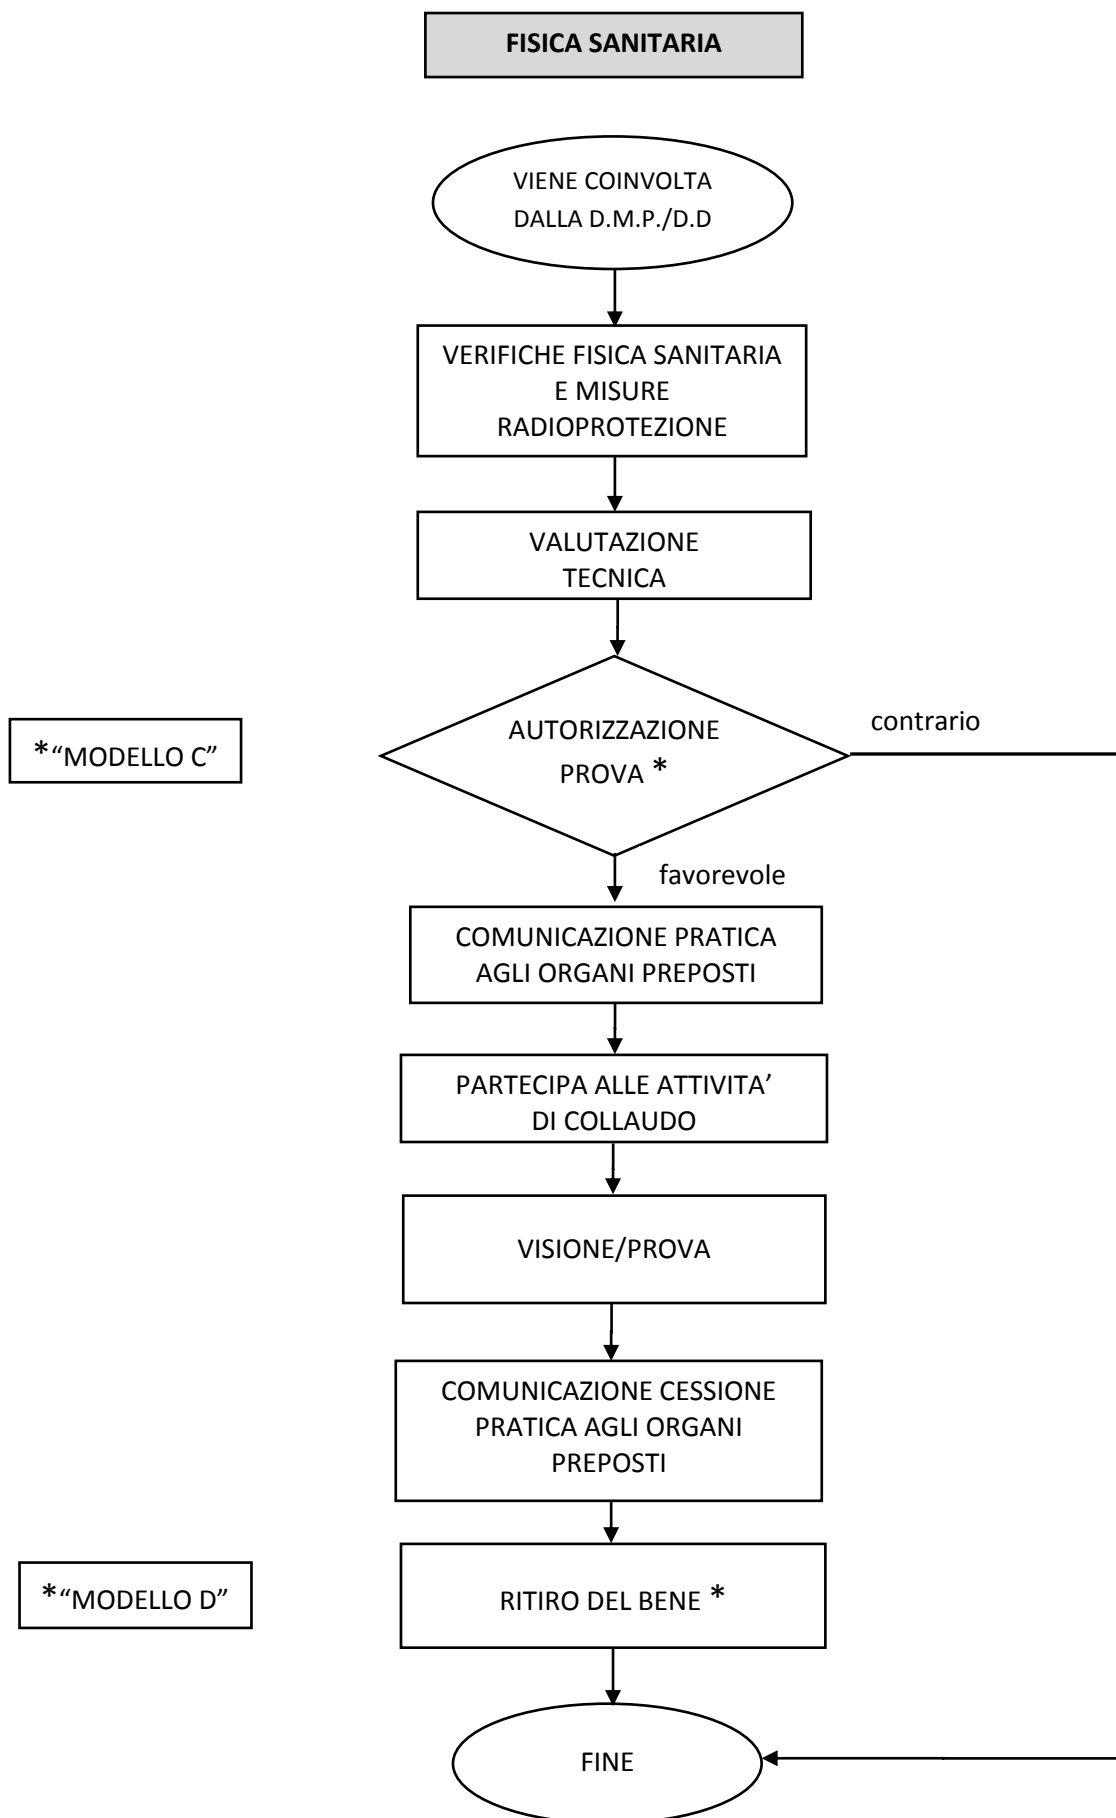 FISICA SANITARIA
VIENE COINVOLTA
DALLA D.M.P./D.D
VERIFICHE FISICA SANITARIA
E MISURE
RADIOPROTEZIONE
VALUTAZIONE
TECNICA
*“MODELLO C”
AUTORIZZAZIONE
PROVA *
contrario
favorevole
COMUNICAZIONE PRATICA
AGLI ORGANI PREPOSTI
PARTECIPA ALLE ATTIVITA’
DI COLLAUDO
VISIONE/PROVA
COMUNICAZIONE CESSIONE
PRATICA AGLI ORGANI
PREPOSTI
*“MODELLO D”
RITIRO DEL BENE *
FINE